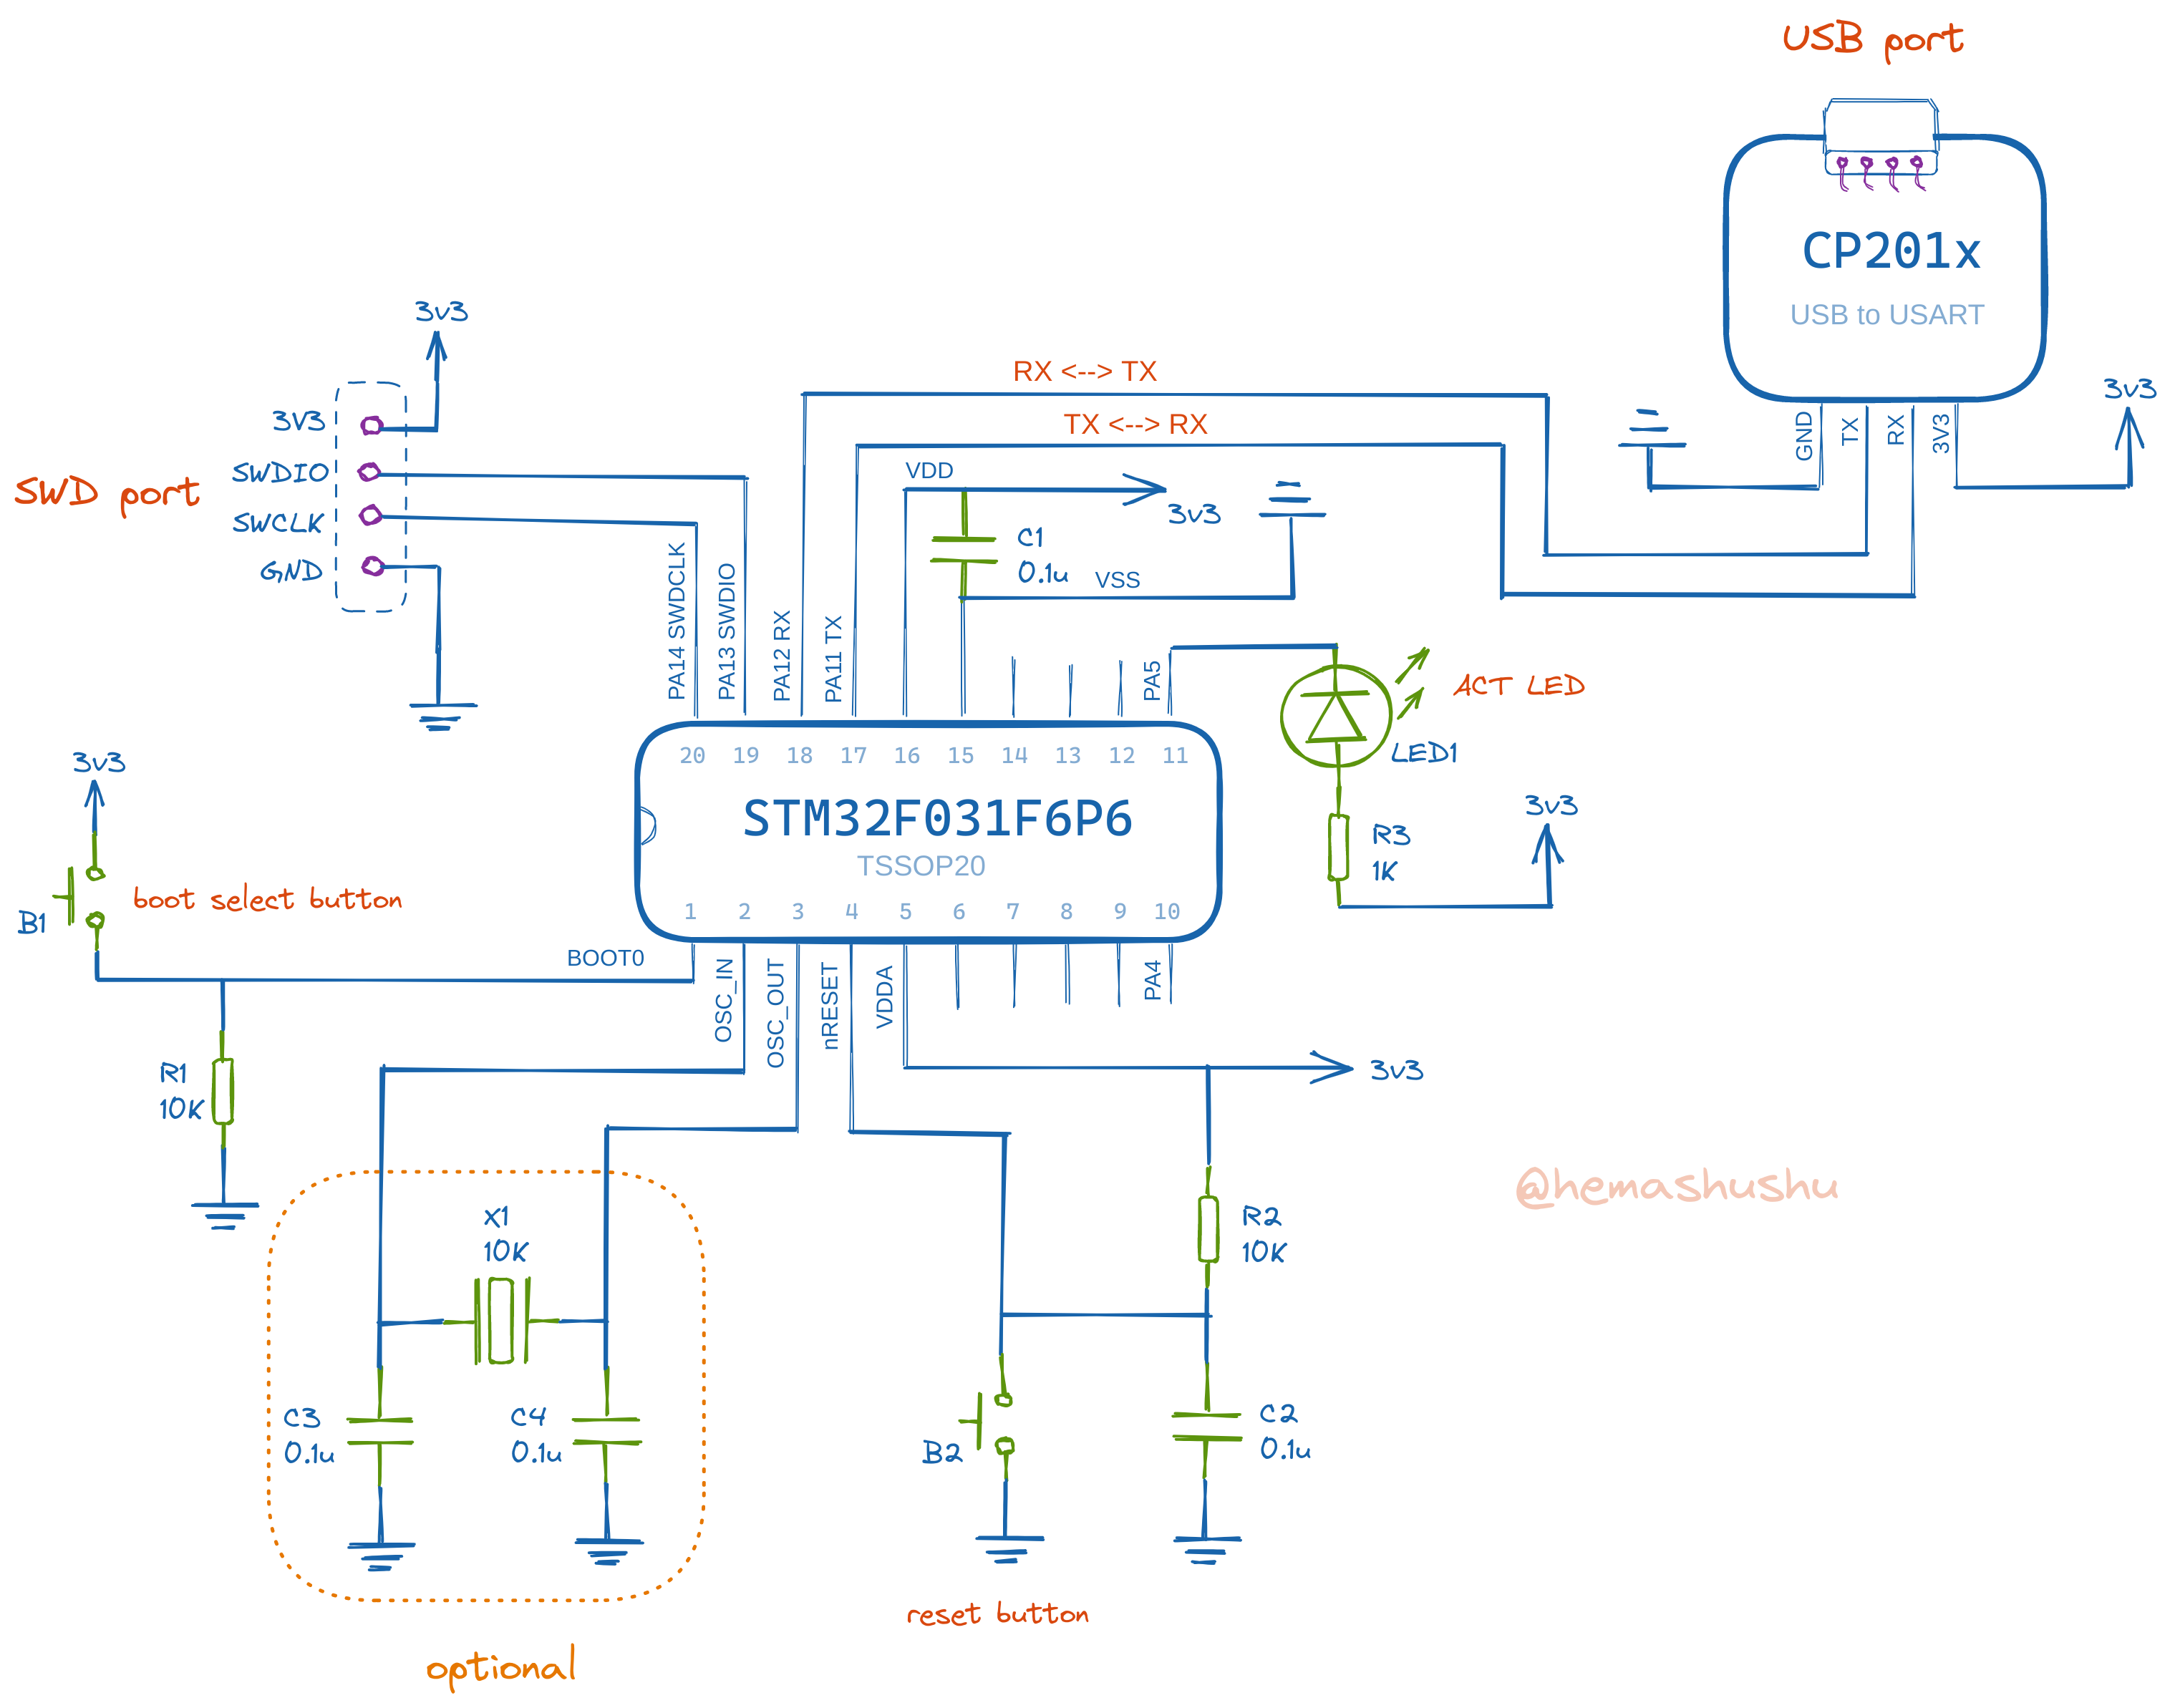 USB port
CP201x
USB to USART
GND
TX
RX
3V3
3v3
3v3
3V3
SWDIO
SWCLK
GND
SWD port
RX <--> TX
TX <--> RX
VDD
3v3
C1
0.1u
VSS
PA14 SWDCLK
PA13 SWDIO
PA12 RX
PA11 TX
PA5
ACT LED
LED1
20 19 18 17 16 15 14 13 12 11
STM32F031F6P6
TSSOP20
1 2 3 4 5 6 7 8 9 10
R3
1K
3v3
3v3
B1
boot select button
BOOT0
OSC_IN
OSC_OUT
nRESET
VDDA
PA4
3v3
R1
10K
X1
10K
R2
10K
@hemashushu
C3
0.1u
C4
0.1u
B2
C2
0.1u
reset button
optional